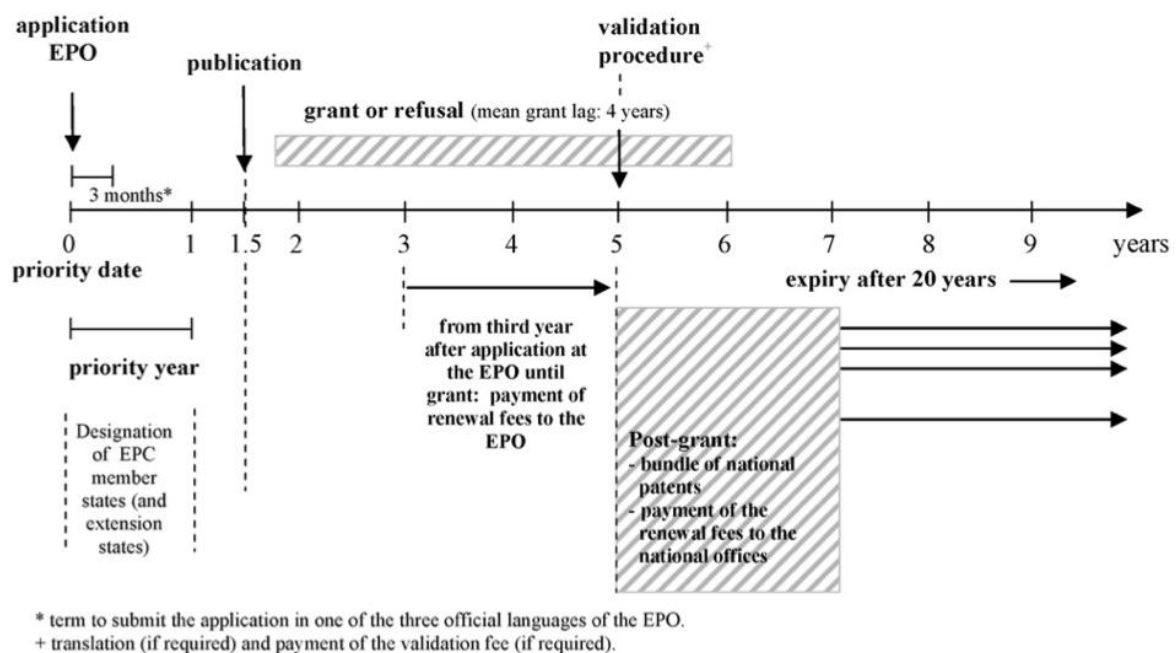 application
EPO
publication
validation
procedure+
grant or refusal (mean grant lag: 4 years)
3 months*
0 1 1.5 2 3 4 5 6 7 8 9 years
priority date
expiry after 20 years
priority year
from third year
after application at
the EPO until
grant: payment of
renewal fees to the
EPO
Designation
of EPC
member
states (and
extension
states)
Post-grant:
- bundle of national
patents
- payment of the
renewal fees to the
national offices
* term to submit the application in one of the three official languages of the EPO.
+ translation (if required) and payment of the validation fee (if required).